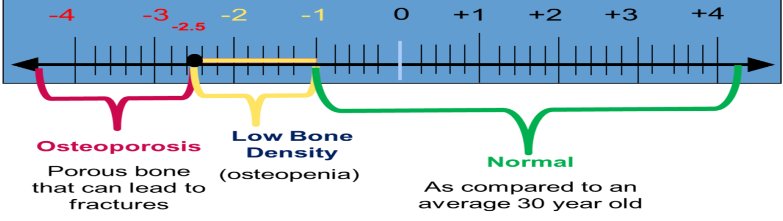 -4 -3 -2.5 -2 -1 0 +1 +2 +3 +4
Osteoporosis
Porous bone
that can lead to
fractures
Low Bone
Density
(osteopenia)
Normal
As compared to an
average 30 year old